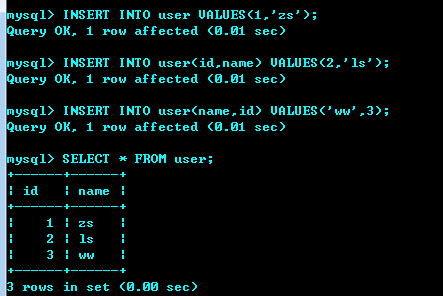 mysql> INSERT INTO user VALUES(1,'zs');
Query OK, 1 row affected (0.01 sec)
mysql> INSERT INTO user(id,name) VALUES(2,'ls');
Query OK, 1 row affected (0.01 sec)
mysql> INSERT INTO user(name,id) VALUES('ww',3);
Query OK, 1 row affected (0.01 sec)
mysql> SELECT * FROM user;
+------+------+
| id   | name |
+------+------+
|    1 | zs   |
|    2 | ls   |
|    3 | ww   |
+------+------+
3 rows in set (0.00 sec)